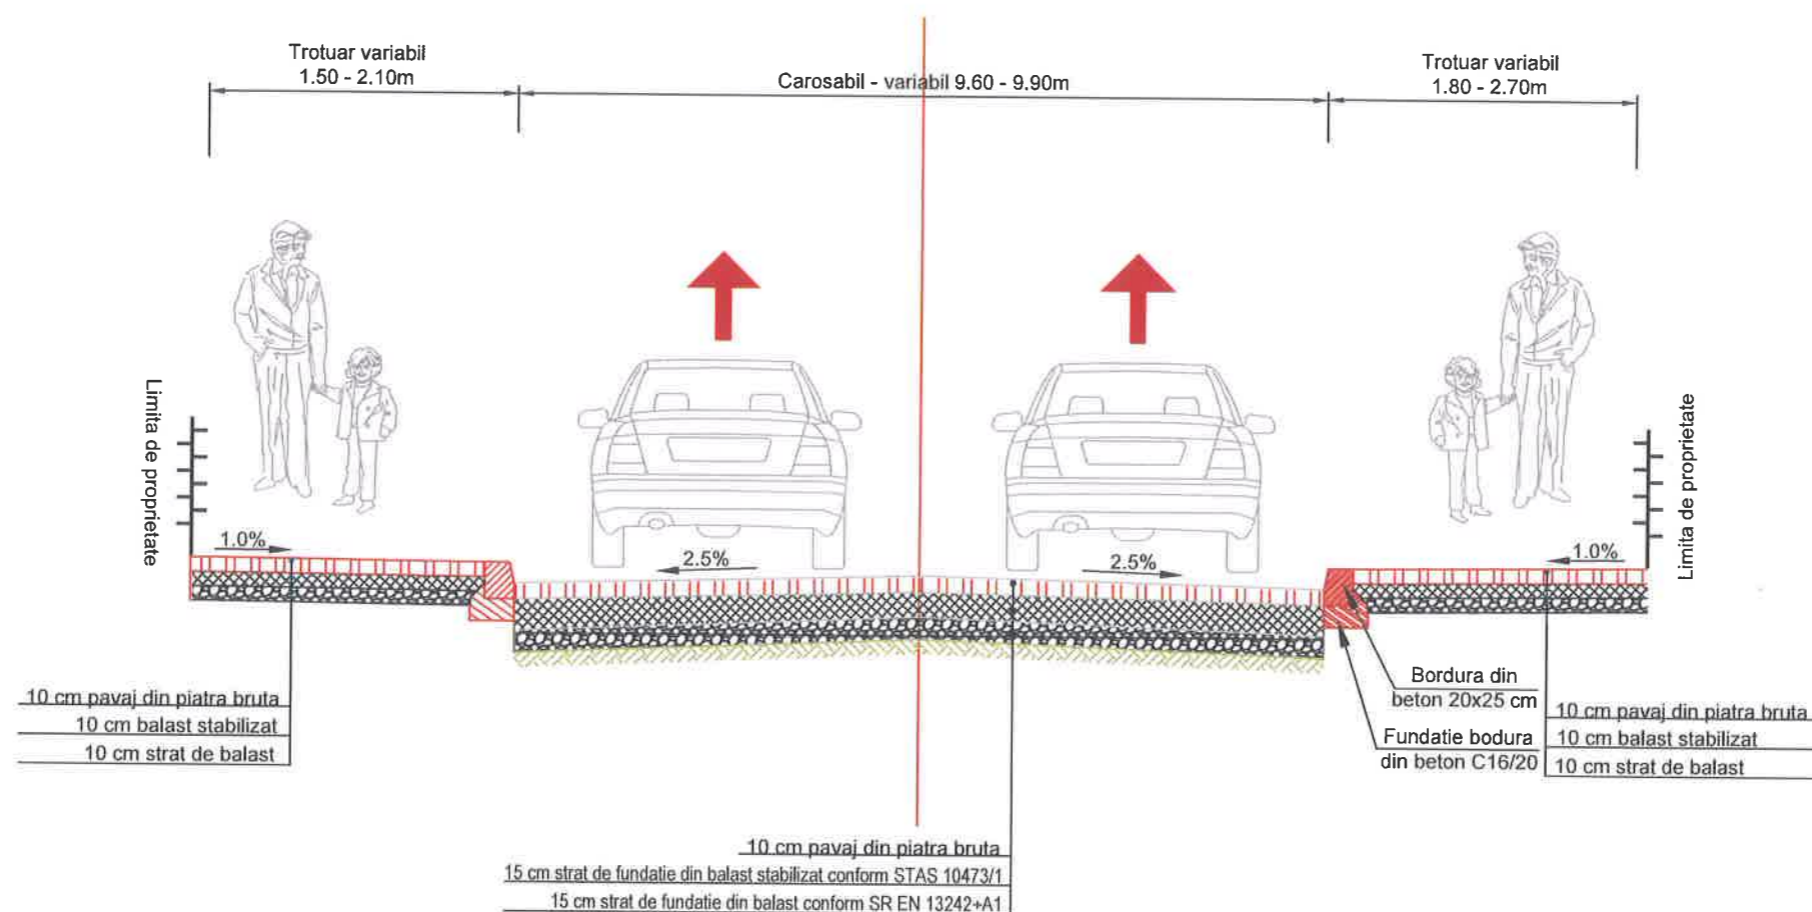 Trotuar variabil
1.50 - 2.10m
Carosabil - variabil 9.60 - 9.90m
Trotuar variabil
1.80 - 2.70m
Limita de proprietate
Limita de proprietate
1.0%
2.5%
2.5%
1.0%
10 cm pavaj din piatra bruta
10 cm balast stabilizat
10 cm strat de balast
Bordura din
beton 20x25 cm
Fundatie bodura
din beton C16/20
10 cm pavaj din piatra bruta
10 cm balast stabilizat
10 cm strat de balast
10 cm pavaj din piatra bruta
15 cm strat de fundatie din balast stabilizat conform STAS 10473/1
15 cm strat de fundatie din balast conform SR EN 13242+A1